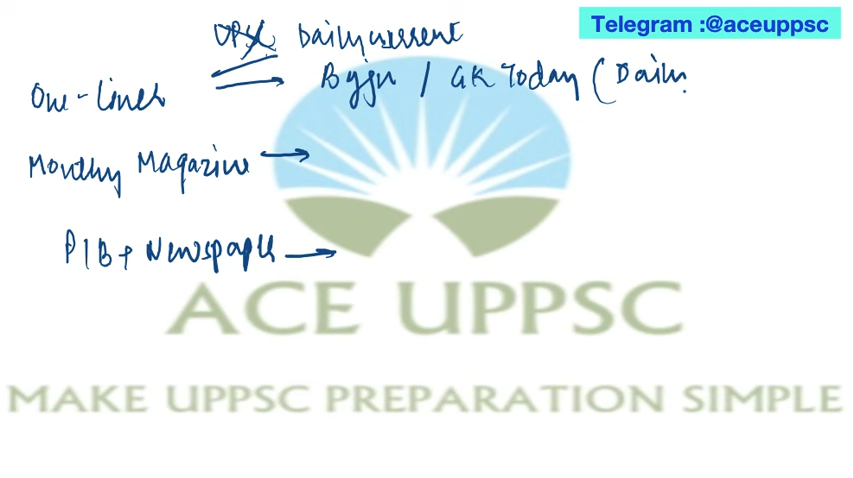 Telegram :@aceuppsc
UPSC Daily current
One-Liner Byju / GK Today (Daily
Monthly Magazine
PIB + Newspaper
ACE UPPSC
MAKE UPPSC PREPARATION SIMPLE